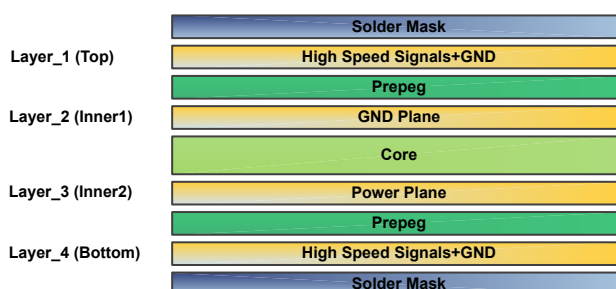 Solder Mask
Layer_1 (Top) High Speed Signals+GND
Prepeg
Layer_2 (Inner1) GND Plane
Core
Layer_3 (Inner2) Power Plane
Prepeg
Layer_4 (Bottom) High Speed Signals+GND
Solder Mask